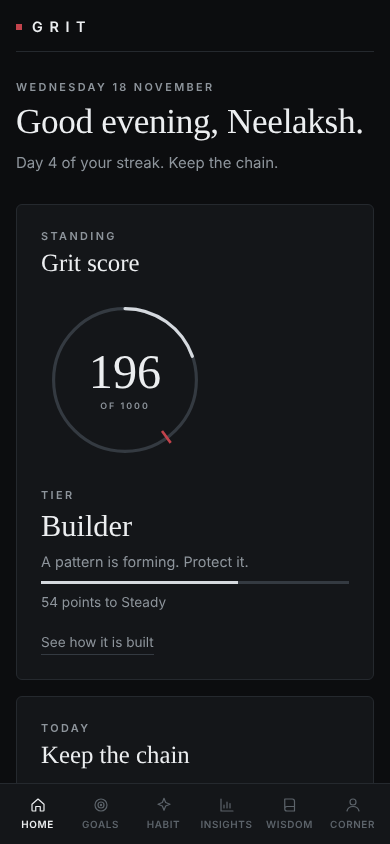 GRIT
WEDNESDAY 18 NOVEMBER
Good evening, Neelaksh.
Day 4 of your streak. Keep the chain.
STANDING
Grit score
196
OF 1000
TIER
Builder
A pattern is forming. Protect it.
54 points to Steady
See how it is built
TODAY
Keep the chain
HOME GOALS HABIT INSIGHTS WISDOM CORNER